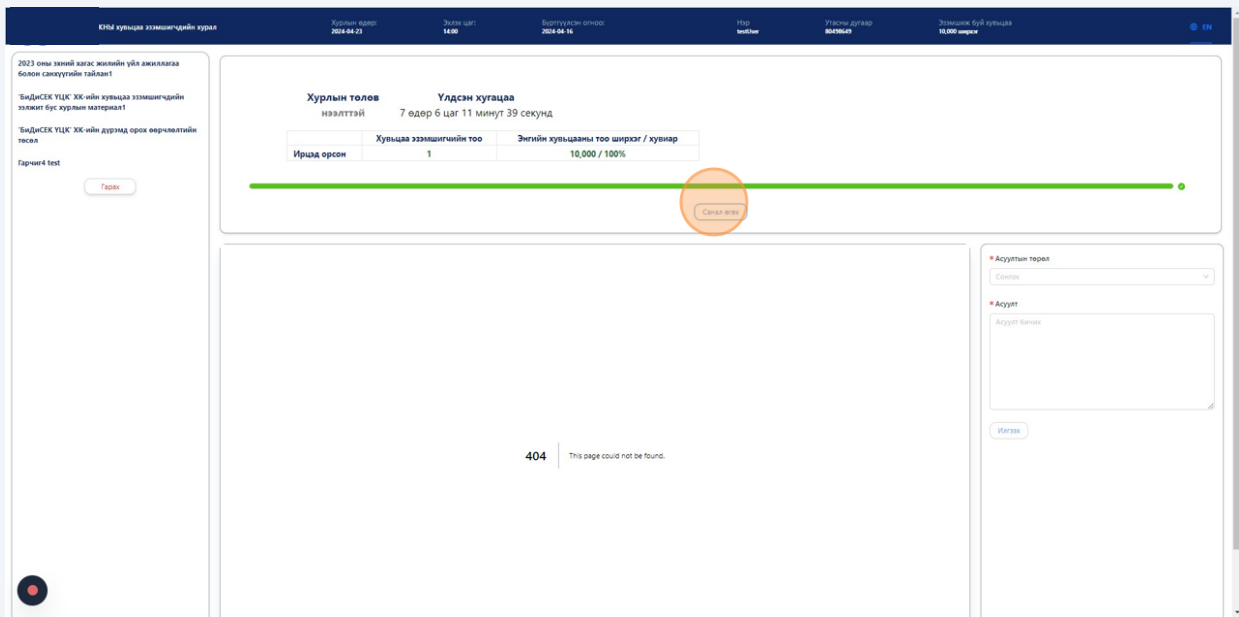 КНЫ хувьцаа эзэмшигчдийн хурал
Хурлын өдөр:
2024-04-23
Эхлэх цаг:
14:00
Бүртгүүлсэн огноо:
2024-04-16
Нэр
testUser
Утасны дугаар
80498649
Эзэмшиж буй хувьцаа
10,000 ширхэг
EN
2023 оны эхний хагас жилийн үйл ажиллагаа
болон санхүүгийн тайлан1
'БиДиСЕК ҮЦК' ХК-ийн хувьцаа эзэмшигчдийн
ээлжит бус хурлын материал1
'БиДиСЕК ҮЦК' ХК-ийн дүрэмд орох өөрчлөлтийн
төсөл
Гарчиг4 test
Гарах
Хурлын төлөв
нээлттэй
Үлдсэн хугацаа
7 өдөр 6 цаг 11 минут 39 секунд
Хувьцаа эзэмшигчийн тоо
Энгийн хувьцааны тоо ширхэг / хувиар
Ирцэд орсон
1
10,000 / 100%
Санал өгөх
404
This page could not be found.
* Асуултын төрөл
Сонгох
* Асуулт
Асуулт бичих
Илгээх